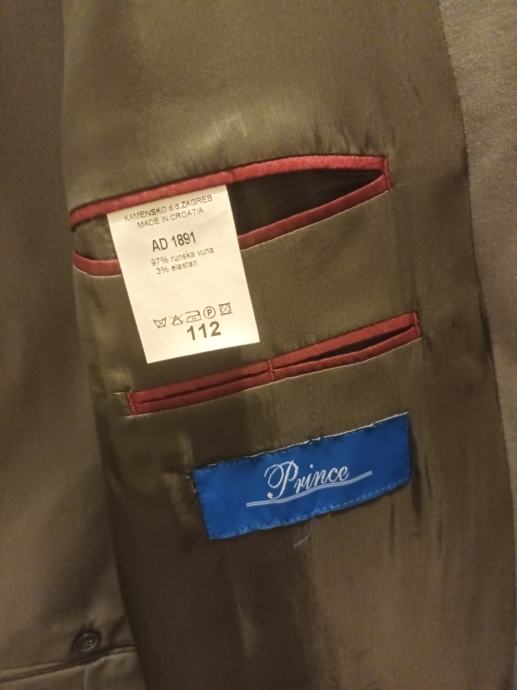 KAMENSKO d.d ZAGREB
MADE IN CROATIA
AD 1891
97% runska vuna
3% elastan
P
112
Prince